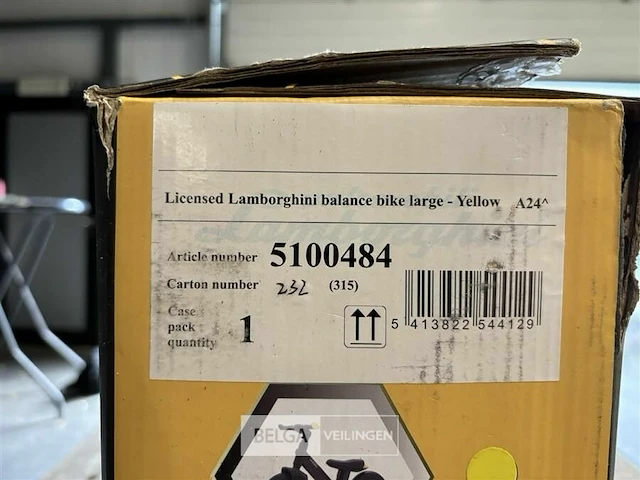 Licensed Lamborghini balance bike large - Yellow A24^
Article number 5100484
Carton number 232 (315)
Case
pack
quantity 1
5 413822 544129
BELGA VEILINGEN